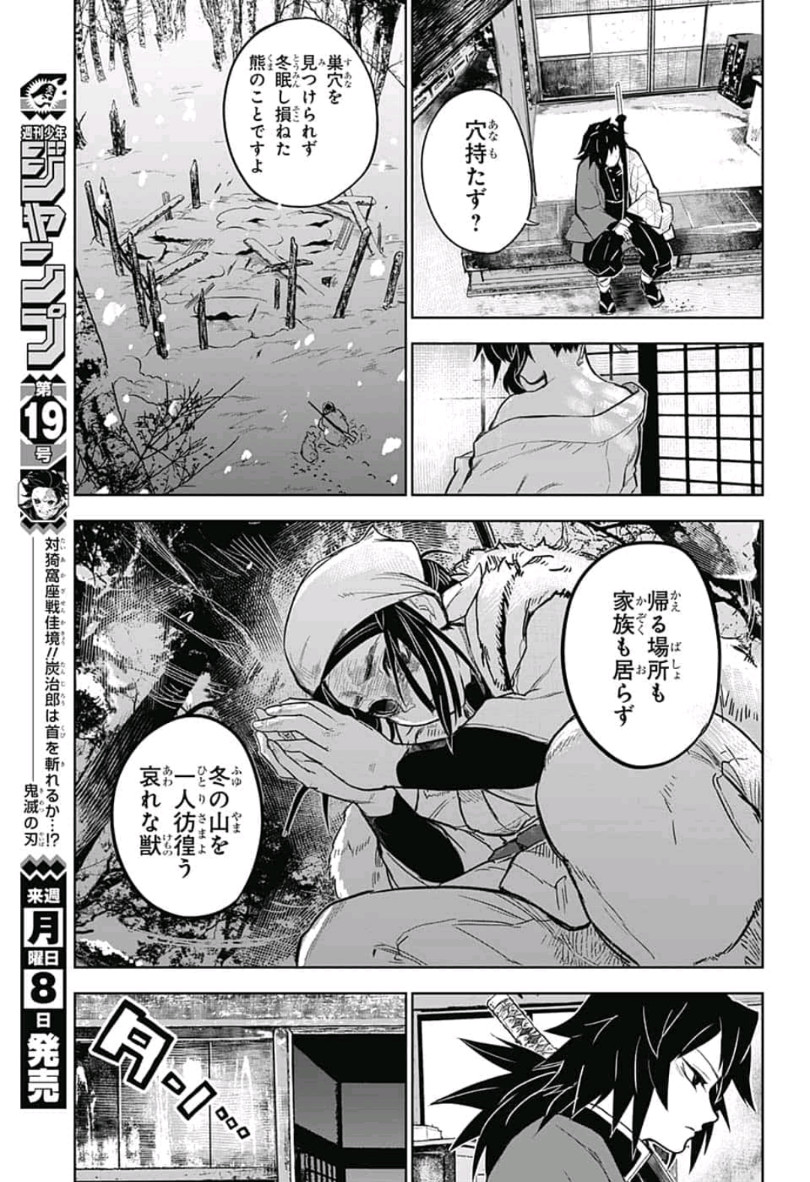 穴持たず？
巣穴を
見つけられず
冬眠し損ねた
熊のことですよ
帰る場所も
家族も居らず
冬の山を
一人彷徨う
哀れな獣
週刊少年
ジャンプ
第
19
号
対猗窩座戦佳境!!炭治郎は首を斬れるか…!?
――鬼滅の刃
来週
月
曜日
8
日
発売